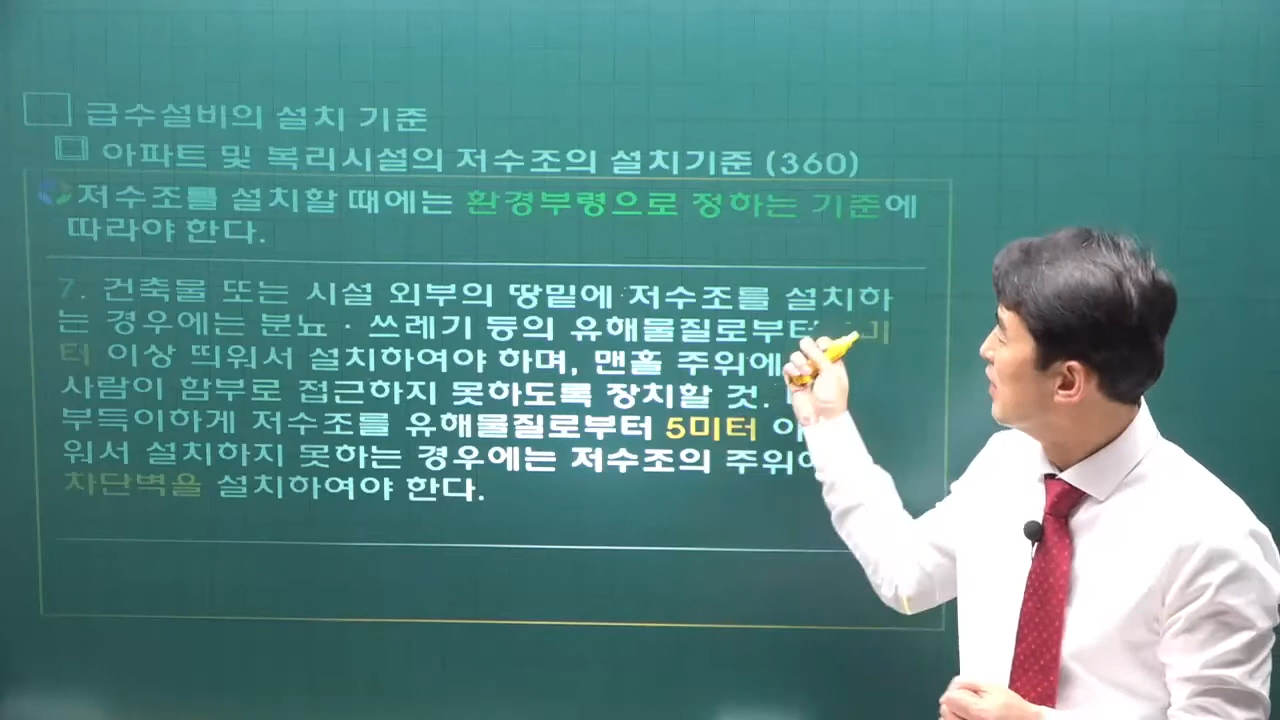 급수설비의 설치 기준
아파트 및 복리시설의 저수조의 설치기준 (360)
저수조를 설치할 때에는 환경부령으로 정하는 기준에
따라야 한다.
7. 건축물 또는 시설 외부의 땅밑에 저수조를 설치하
는 경우에는 분뇨 · 쓰레기 등의 유해물질로부터 미
터 이상 띄워서 설치하여야 하며, 맨홀 주위에
사람이 함부로 접근하지 못하도록 장치할 것.
부득이하게 저수조를 유해물질로부터 5미터 이
워서 설치하지 못하는 경우에는 저수조의 주위에
차단벽을 설치하여야 한다.